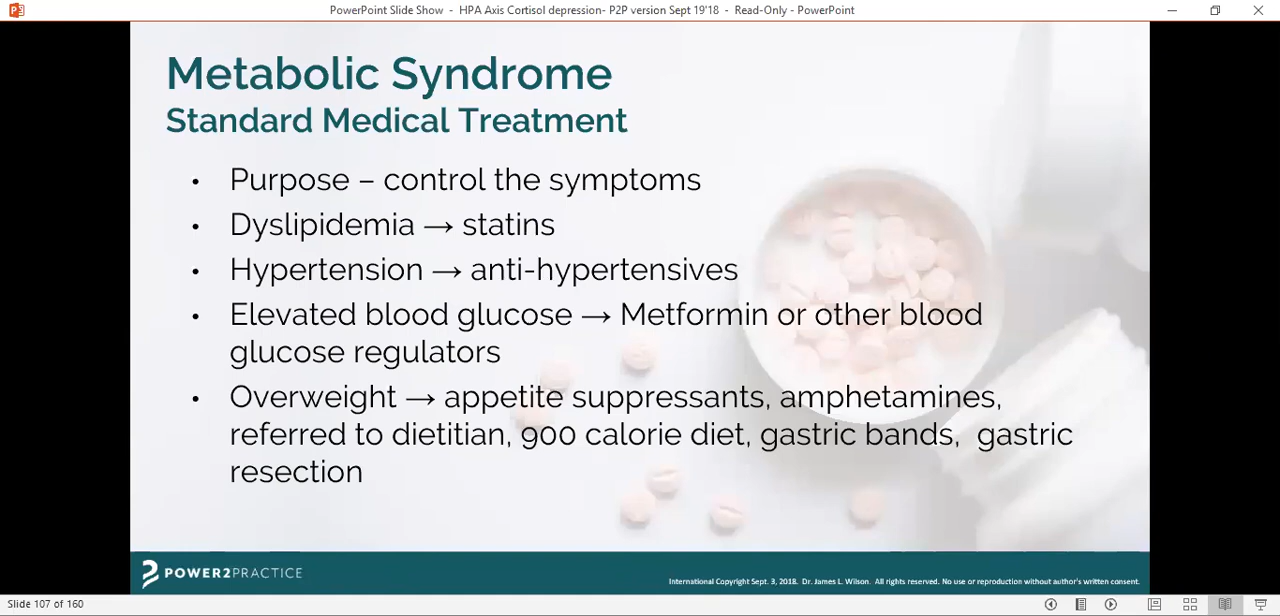 PowerPoint Slide Show - HPA Axis Cortisol depression- P2P version Sept 19'18 - Read-Only - PowerPoint
Metabolic Syndrome
Standard Medical Treatment
• Purpose – control the symptoms
• Dyslipidemia → statins
• Hypertension → anti-hypertensives
• Elevated blood glucose → Metformin or other blood
glucose regulators
• Overweight → appetite suppressants, amphetamines,
referred to dietitian, 900 calorie diet, gastric bands,  gastric
resection
POWER2PRACTICE
International Copyright Sept. 3, 2018. Dr. James L. Wilson. All rights reserved. No use or reproduction without author's written consent.
Slide 107 of 160